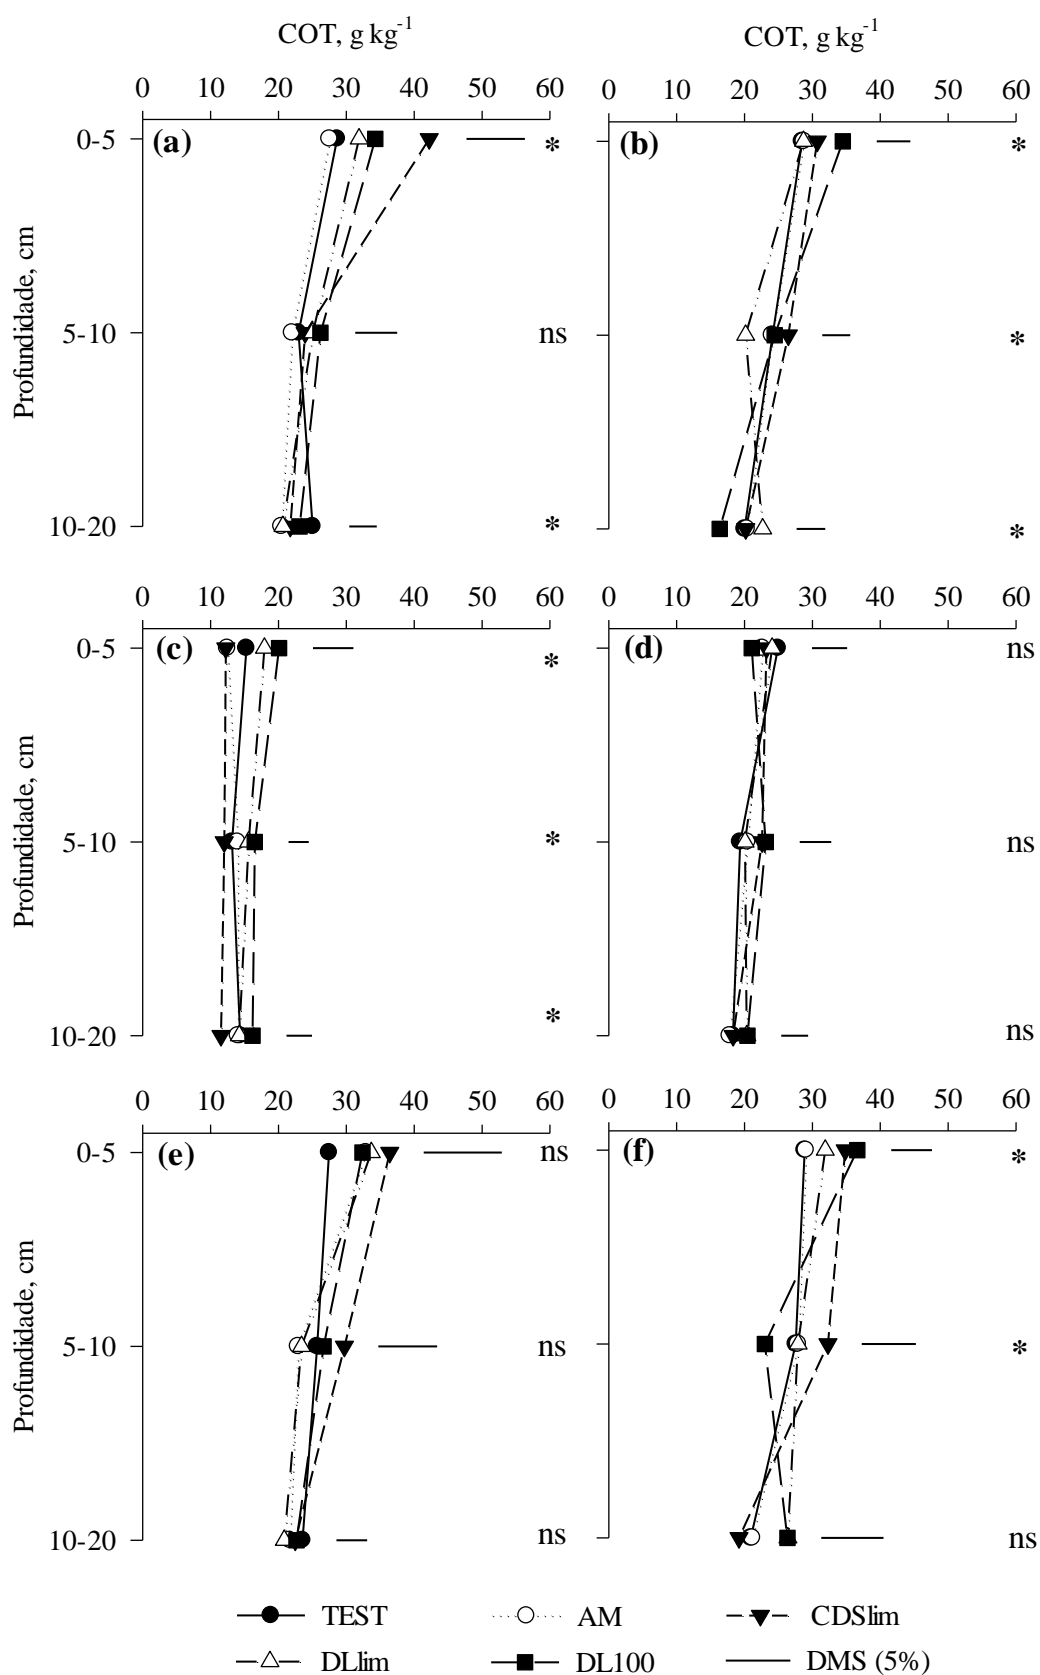 COT, g kg-1 COT, g kg-1
0 10 20 30 40 50 60 0 10 20 30 40 50 60
0-5 (a) * (b) *
Profundidade, cm
5-10 ns *
10-20 * *
0 10 20 30 40 50 60 0 10 20 30 40 50 60
0-5 (c) * (d) ns
Profundidade, cm
5-10 * ns
10-20 * ns
0 10 20 30 40 50 60 0 10 20 30 40 50 60
0-5 (e) ns (f) *
Profundidade, cm
5-10 ns *
10-20 ns ns
TEST AM CDSlim
DLlim DL100 DMS (5%)